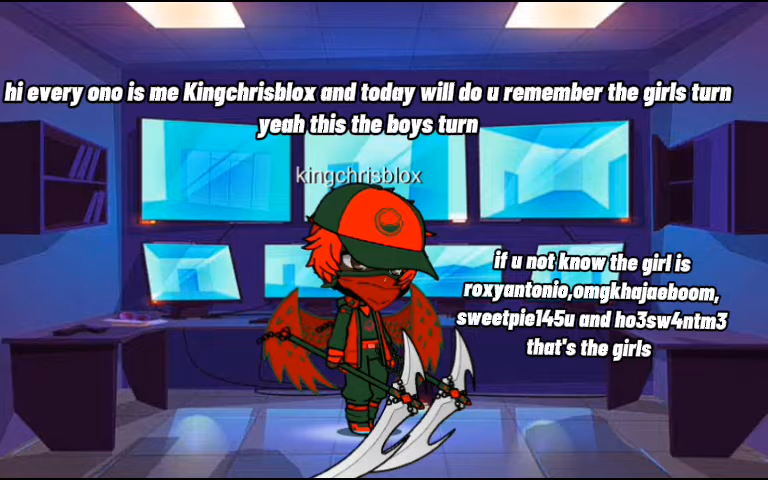 hi every ono is me Kingchrisblox and today will do u remember the girls turn
yeah this the boys turn
kingchrisblox
if u not know the girl is
roxyantonio,omgkhajaeboom,
sweetpie145u and ho3sw4ntm3
that's the girls